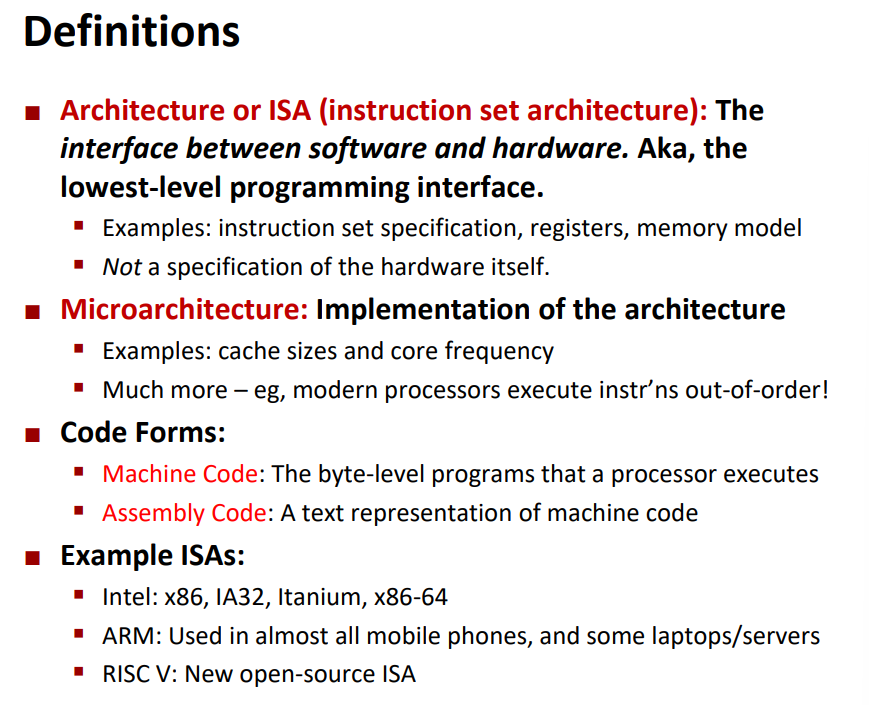 Definitions
■ Architecture or ISA (instruction set architecture): The
interface between software and hardware. Aka, the
lowest-level programming interface.
▪ Examples: instruction set specification, registers, memory model
▪ Not a specification of the hardware itself.
■ Microarchitecture: Implementation of the architecture
▪ Examples: cache sizes and core frequency
▪ Much more – eg, modern processors execute instr’ns out-of-order!
■ Code Forms:
▪ Machine Code: The byte-level programs that a processor executes
▪ Assembly Code: A text representation of machine code
■ Example ISAs:
▪ Intel: x86, IA32, Itanium, x86-64
▪ ARM: Used in almost all mobile phones, and some laptops/servers
▪ RISC V: New open-source ISA